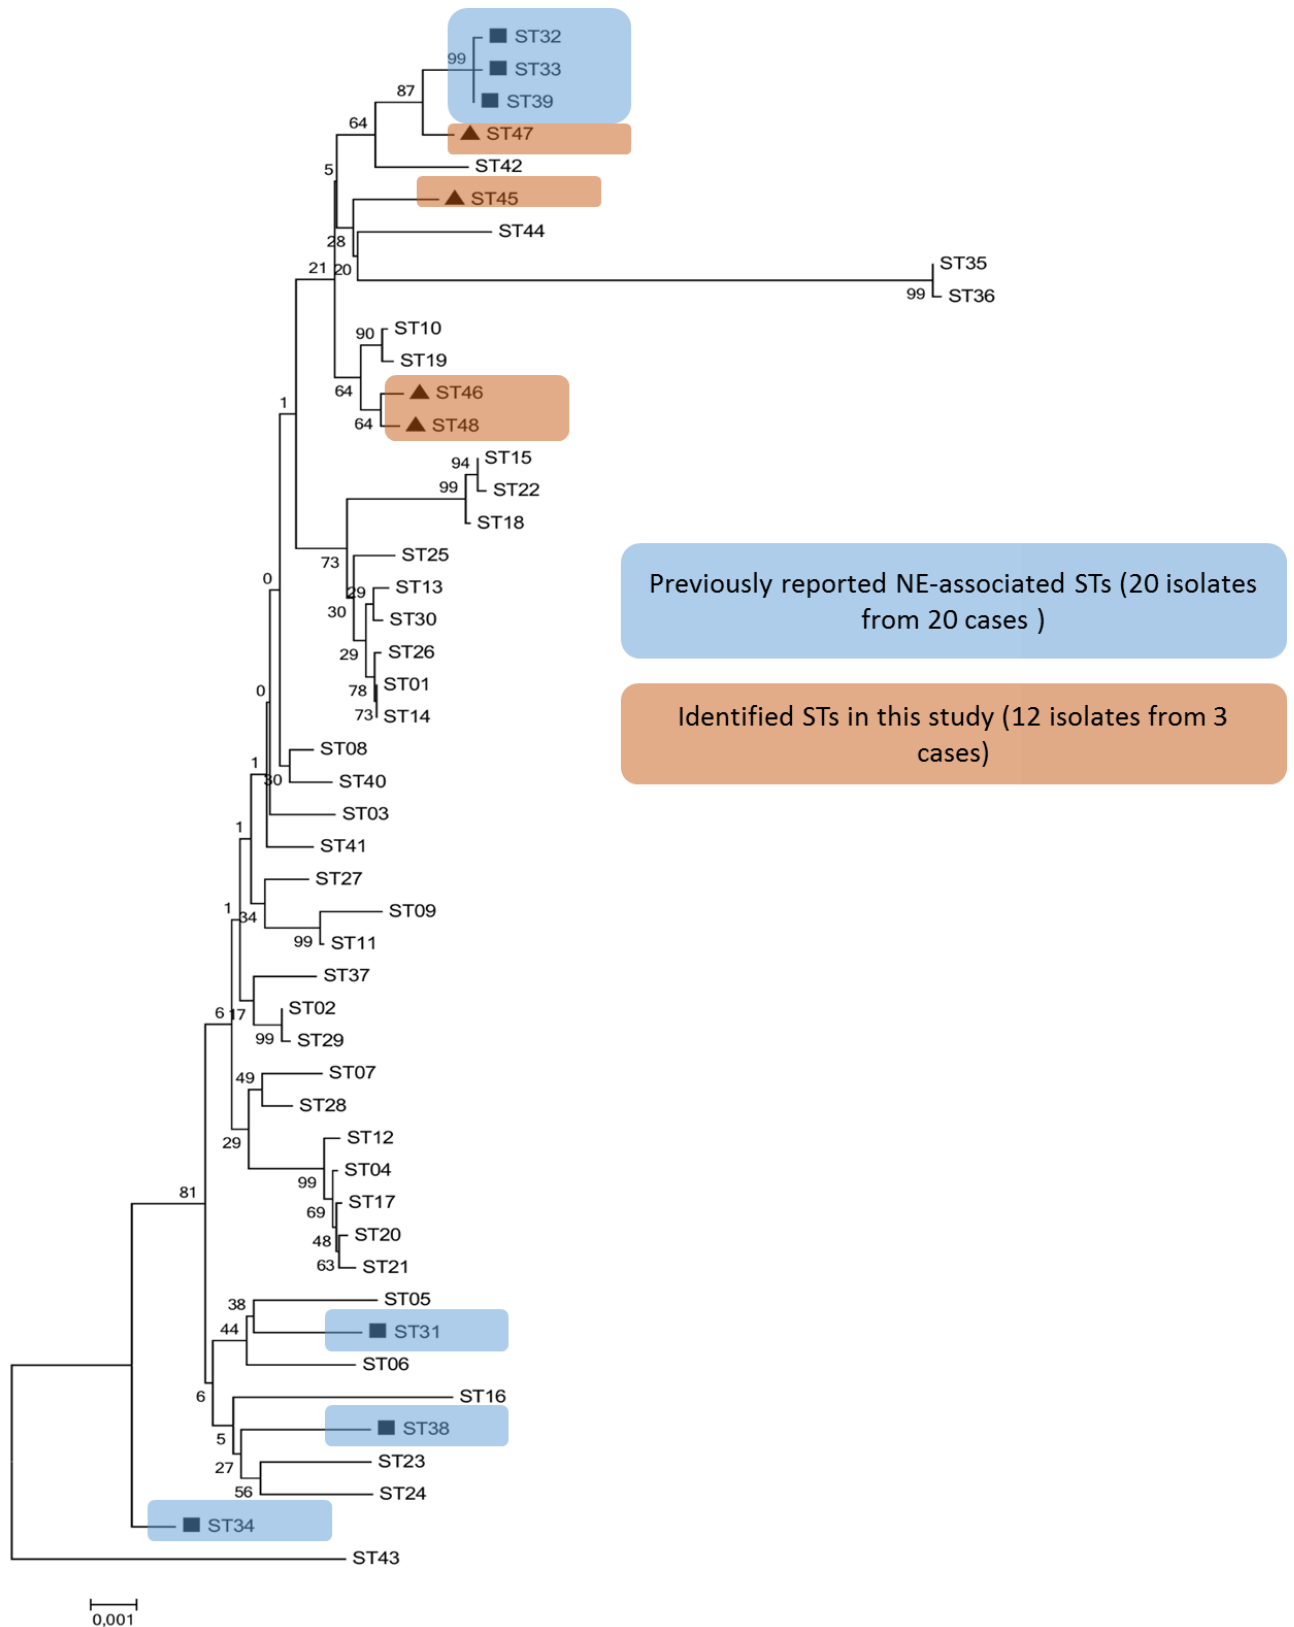 ST32
99
ST33
87
ST39
64
ST47
5
ST42
ST45
28
ST44
21
20
ST35
99
ST36
90
ST10
ST19
64
ST46
1
64
ST48
94
ST15
99
ST22
ST18
73
ST25
0
29
ST13
30
ST30
29
ST26
78
ST01
0
73
ST14
ST08
1
30
ST40
ST03
1
ST41
ST27
1
34
ST09
99
ST11
ST37
6
17
ST02
99
ST29
49
ST07
ST28
29
ST12
99
ST04
81
69
ST17
48
ST20
63
ST21
38
ST05
44
ST31
ST06
6
ST16
5
ST38
27
ST23
56
ST24
ST34
ST43
0,001
Previously reported NE-associated STs (20 isolates
from 20 cases )
Identified STs in this study (12 isolates from 3
cases)